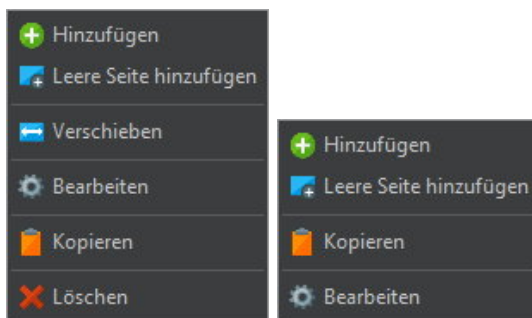 Hinzufügen
Leere Seite hinzufügen
Verschieben
Bearbeiten
Kopieren
Löschen
Hinzufügen
Leere Seite hinzufügen
Kopieren
Bearbeiten